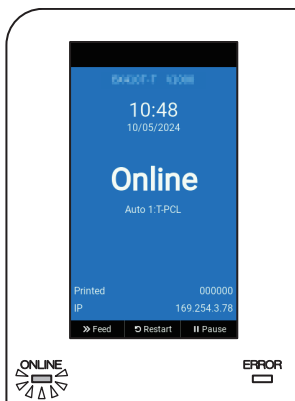 10:48
10/05/2024
Online
Auto 1:T-PCL
Printed 000000
IP 169.254.3.78
Feed Restart Pause
ONLINE ERROR